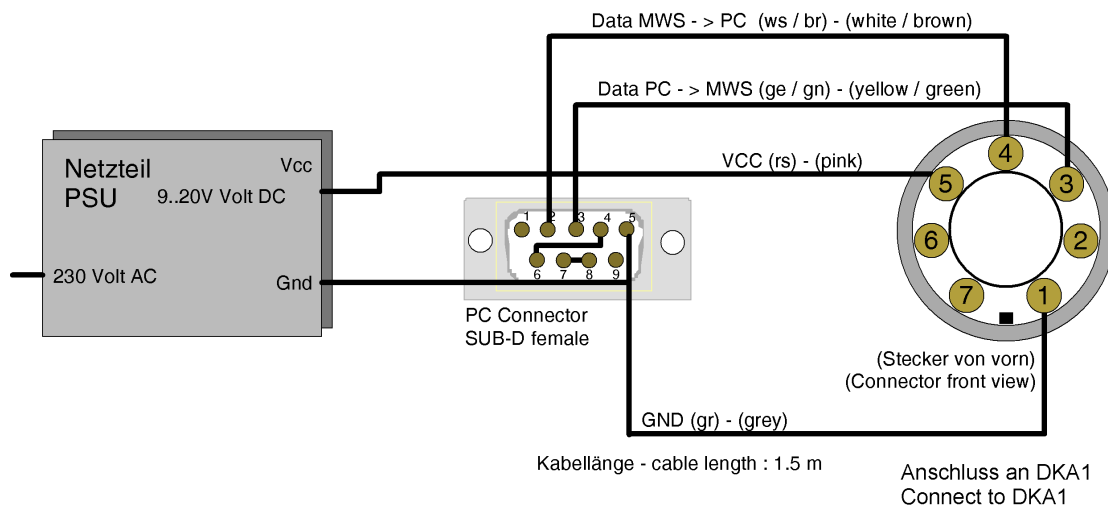 Data MWS - > PC (ws / br) - (white / brown)
Data PC - > MWS (ge / gn) - (yellow / green)
VCC (rs) - (pink)
Netzteil
PSU
Vcc
9..20V Volt DC
230 Volt AC
Gnd
1
2
3
4
5
6
7
8
9
PC Connector
SUB-D female
4
5
3
6
2
7
1
(Stecker von vorn)
(Connector front view)
GND (gr) - (grey)
Kabellänge - cable length : 1.5 m
Anschluss an DKA1
Connect to DKA1